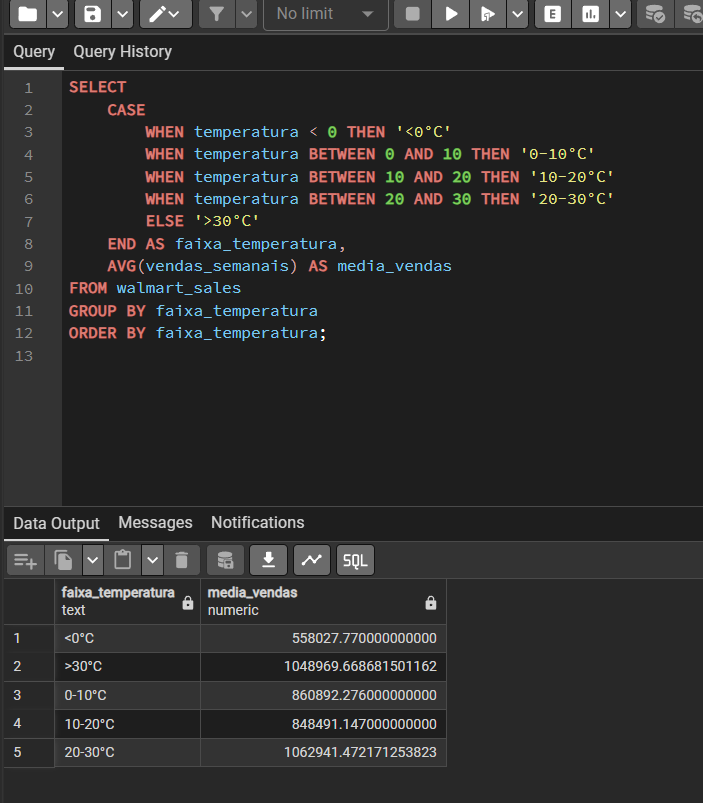 No limit
E
Query Query History
1 SELECT
2 CASE
3 WHEN temperatura < 0 THEN '<0°C'
4 WHEN temperatura BETWEEN 0 AND 10 THEN '0-10°C'
5 WHEN temperatura BETWEEN 10 AND 20 THEN '10-20°C'
6 WHEN temperatura BETWEEN 20 AND 30 THEN '20-30°C'
7 ELSE '>30°C'
8 END AS faixa_temperatura,
9 AVG(vendas_semanais) AS media_vendas
10 FROM walmart_sales
11 GROUP BY faixa_temperatura
12 ORDER BY faixa_temperatura;
13
Data Output Messages Notifications
SQL
faixa_temperatura media_vendas
text numeric
1 <0°C 558027.770000000000
2 >30°C 1048969.668681501162
3 0-10°C 860892.276000000000
4 10-20°C 848491.147000000000
5 20-30°C 1062941.472171253823